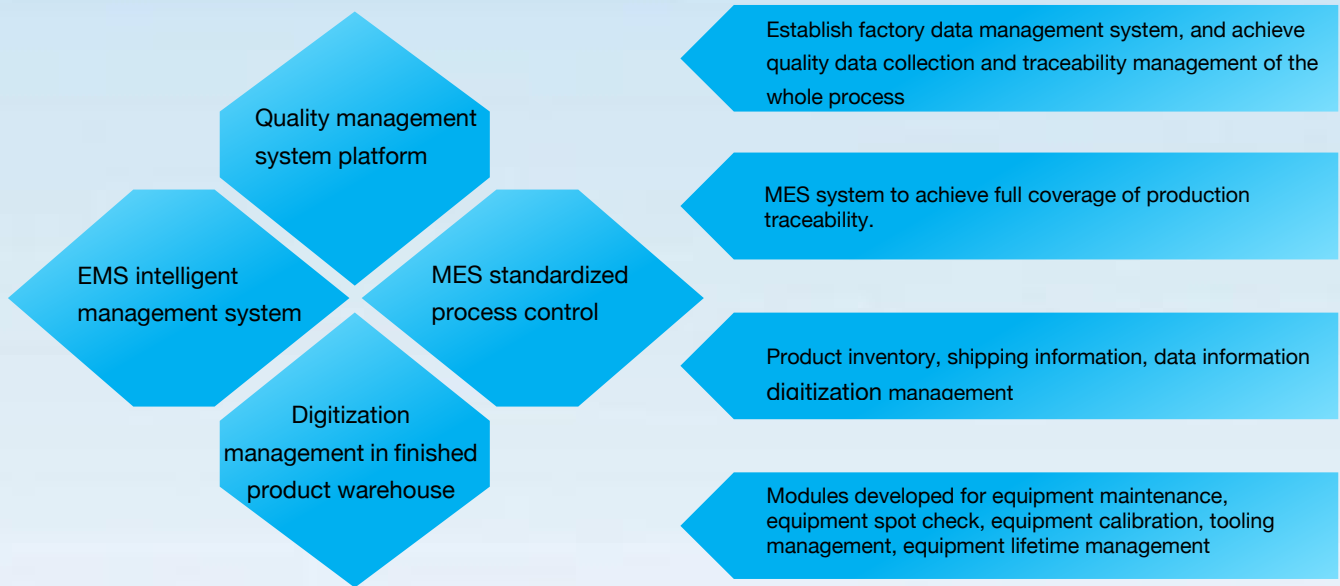 Quality management
system platform
EMS intelligent
management system
MES standardized
process control
Digitization
management in finished
product warehouse
Establish factory data management system, and achieve
quality data collection and traceability management of the
whole process
MES system to achieve full coverage of production
traceability.
Product inventory, shipping information, data information
digitization management
Modules developed for equipment maintenance,
equipment spot check, equipment calibration, tooling
management, equipment lifetime management